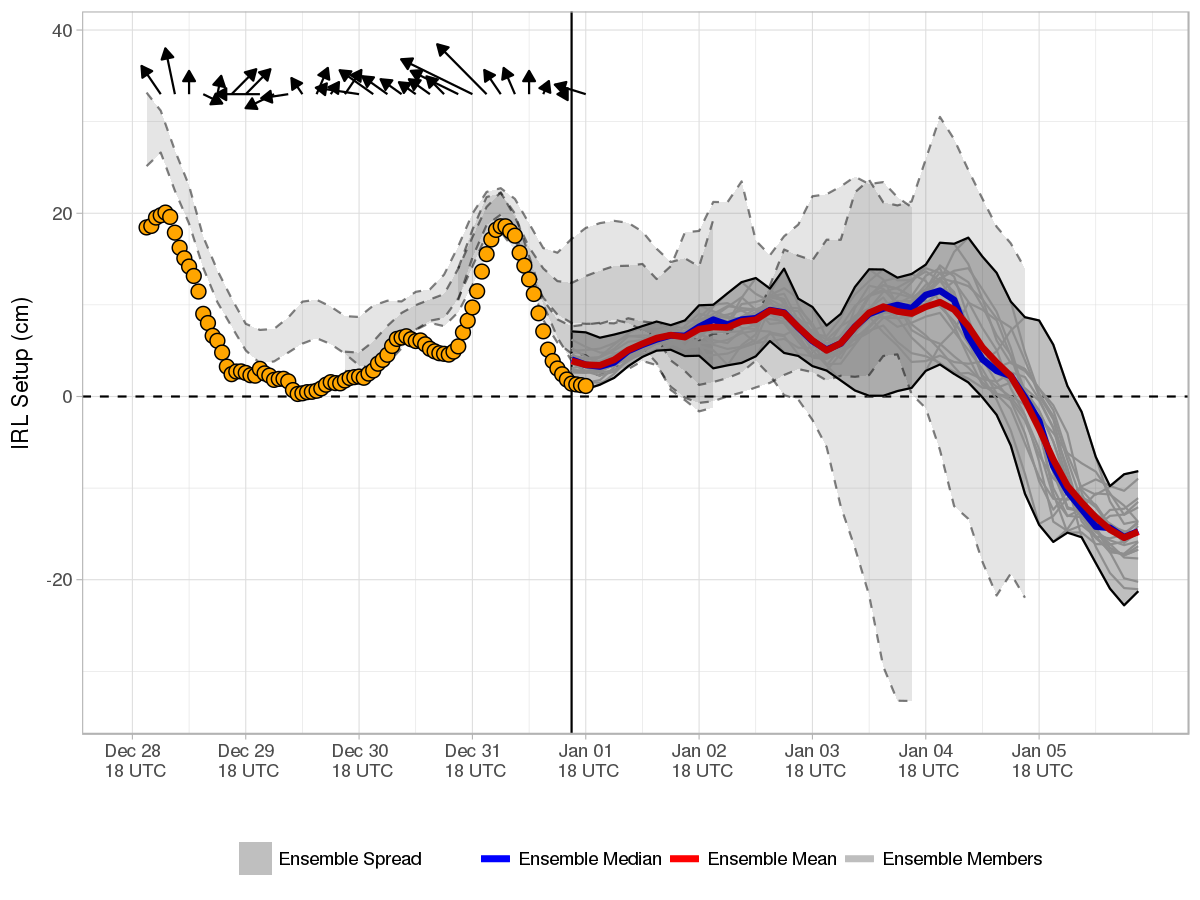 IRL Setup (cm)
40
20
0
-20
Dec 28 Dec 29 Dec 30 Dec 31 Jan 01 Jan 02 Jan 03 Jan 04 Jan 05
18 UTC 18 UTC 18 UTC 18 UTC 18 UTC 18 UTC 18 UTC 18 UTC 18 UTC
Ensemble Spread Ensemble Median Ensemble Mean Ensemble Members